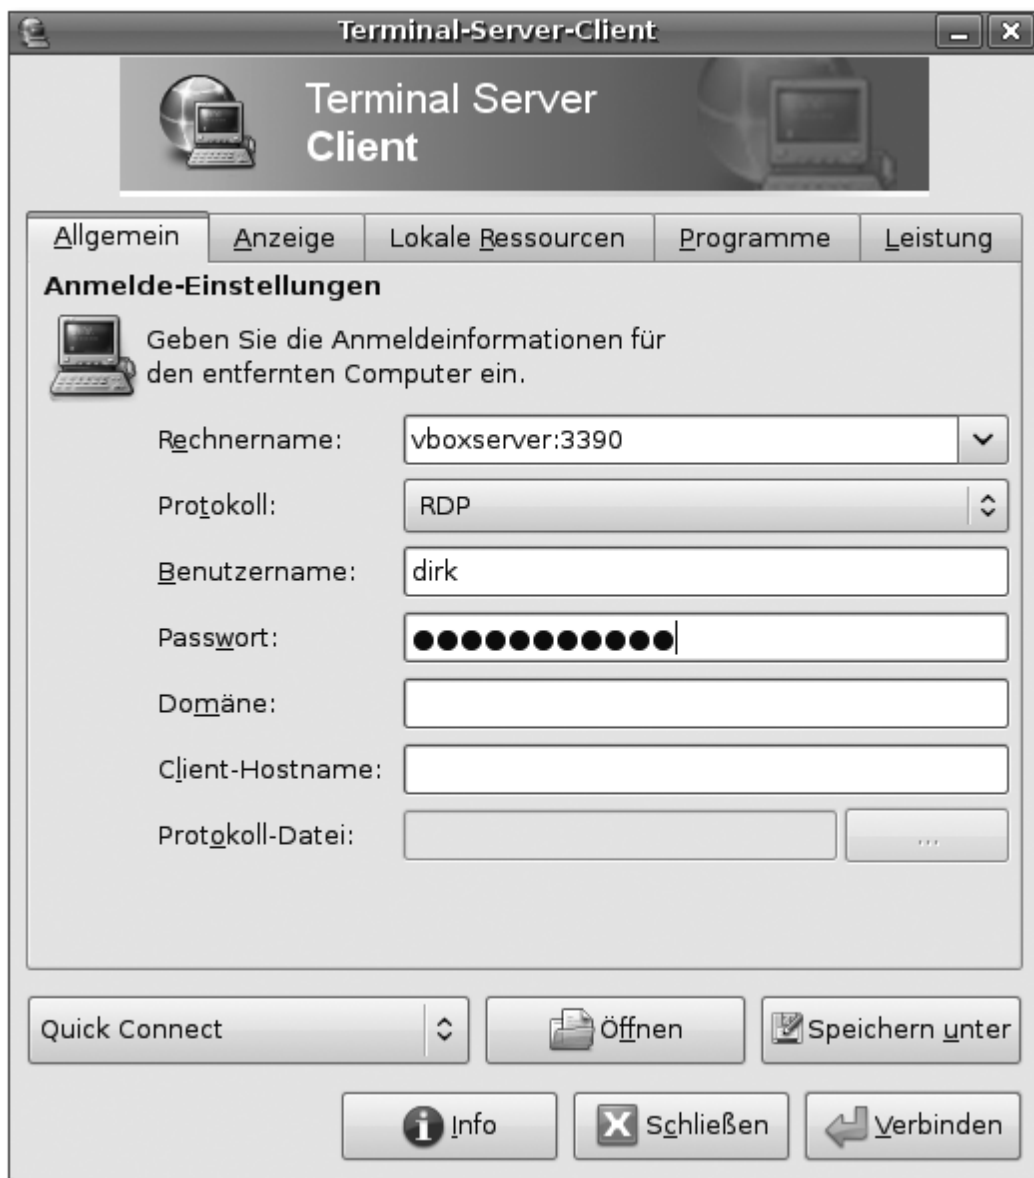 Terminal-Server-Client
Terminal Server
Client
Allgemein Anzeige Lokale Ressourcen Programme Leistung
Anmelde-Einstellungen
Geben Sie die Anmeldeinformationen für
den entfernten Computer ein.
Rechnername: vboxserver:3390
Protokoll: RDP
Benutzername: dirk
Passwort: ●●●●●●●●●●●●
Domäne:
Client-Hostname:
Protokoll-Datei: ...
Quick Connect Öffnen Speichern unter
Info Schließen Verbinden